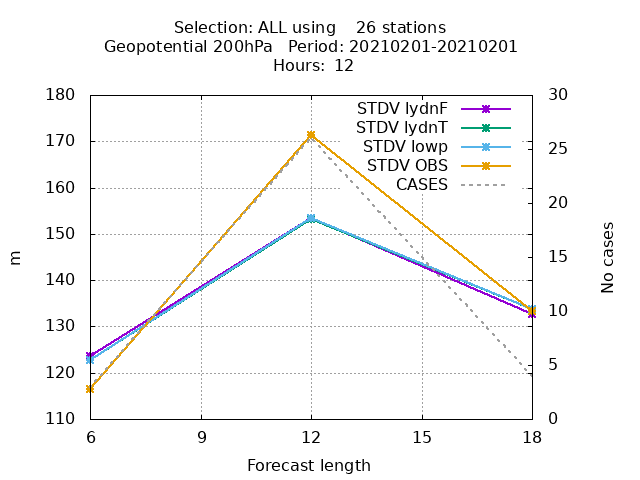 Selection: ALL using    26 stations
Geopotential 200hPa   Period: 20210201-20210201
Hours: 12
STDV IydnF
STDV IydnT
STDV lowp
STDV OBS
CASES
180
170
160
150
140
130
120
110
m
30
25
20
15
10
5
0
No cases
6
9
12
15
18
Forecast length